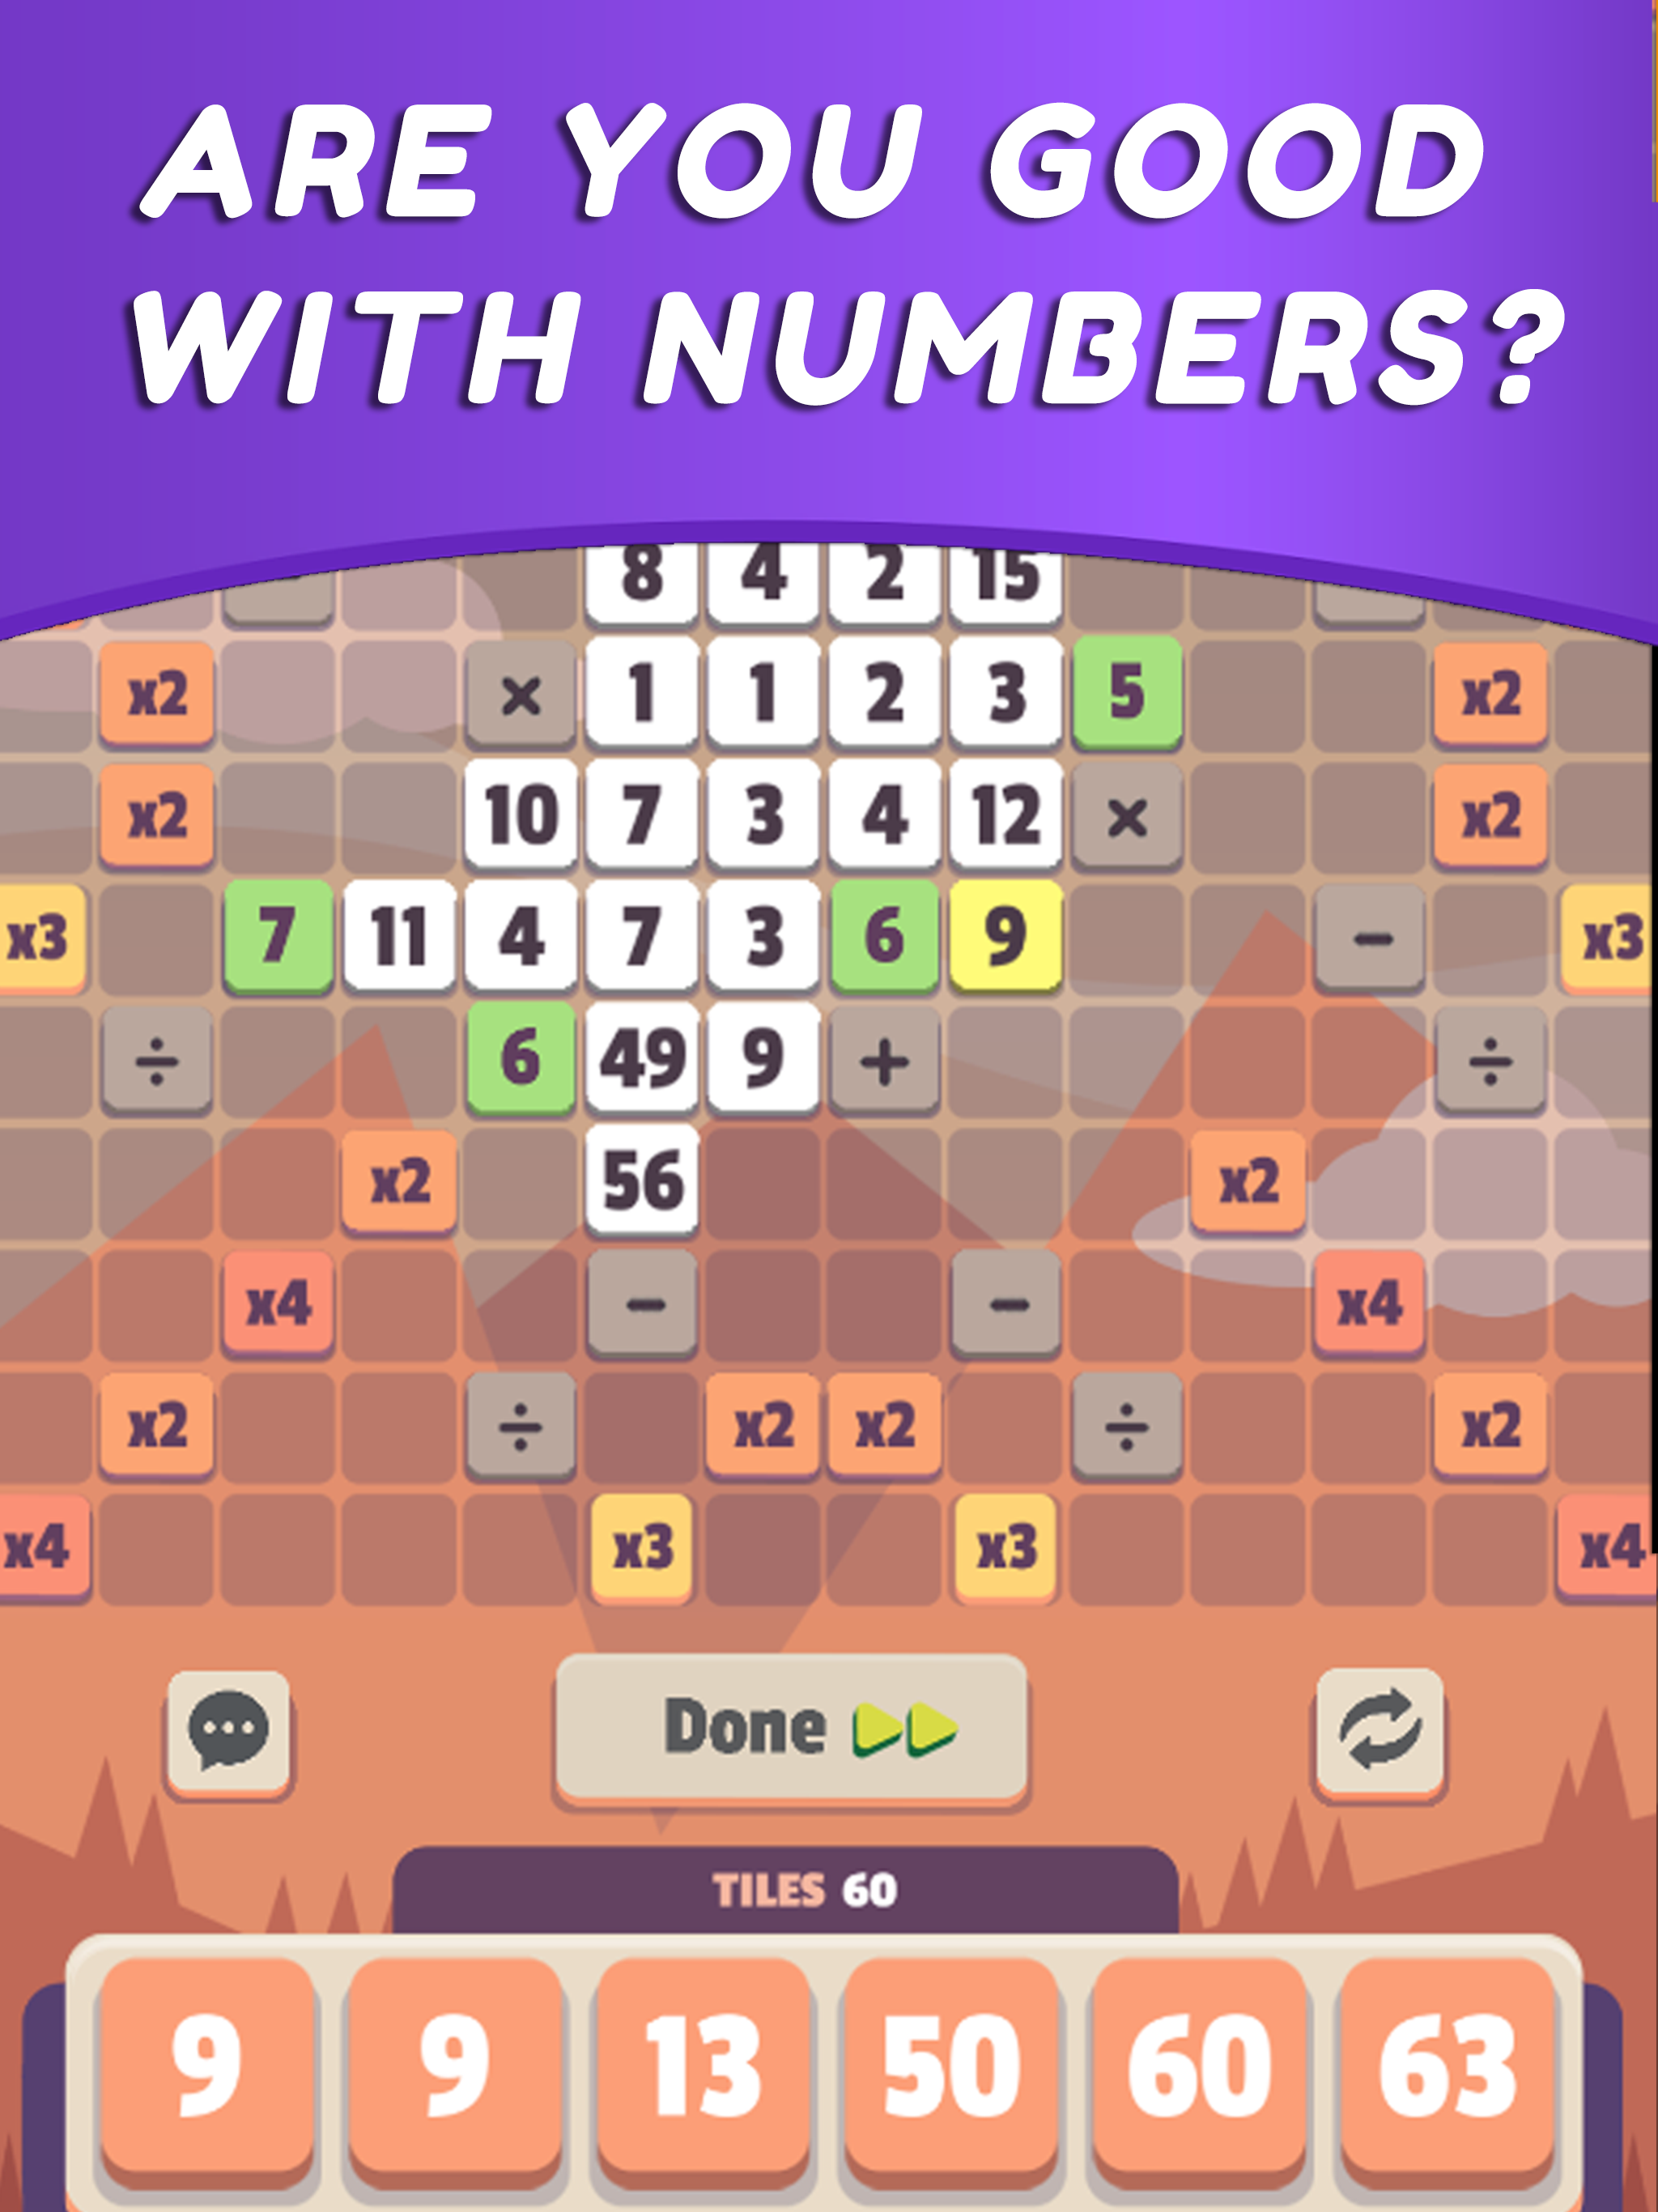 ARE YOU GOOD
WITH NUMBERS?
8 4 2 15
x2 × 1 1 2 3 5 x2
x2 10 7 3 4 12 × x2
x3 7 11 4 7 3 6 9 - x3
÷ 6 49 9 + ÷
x2 56 x2
x4 - - x4
x2 ÷ x2 x2 ÷ x2
x4 x3 x3 x4
Done
TILES 60
9 9 13 50 60 63